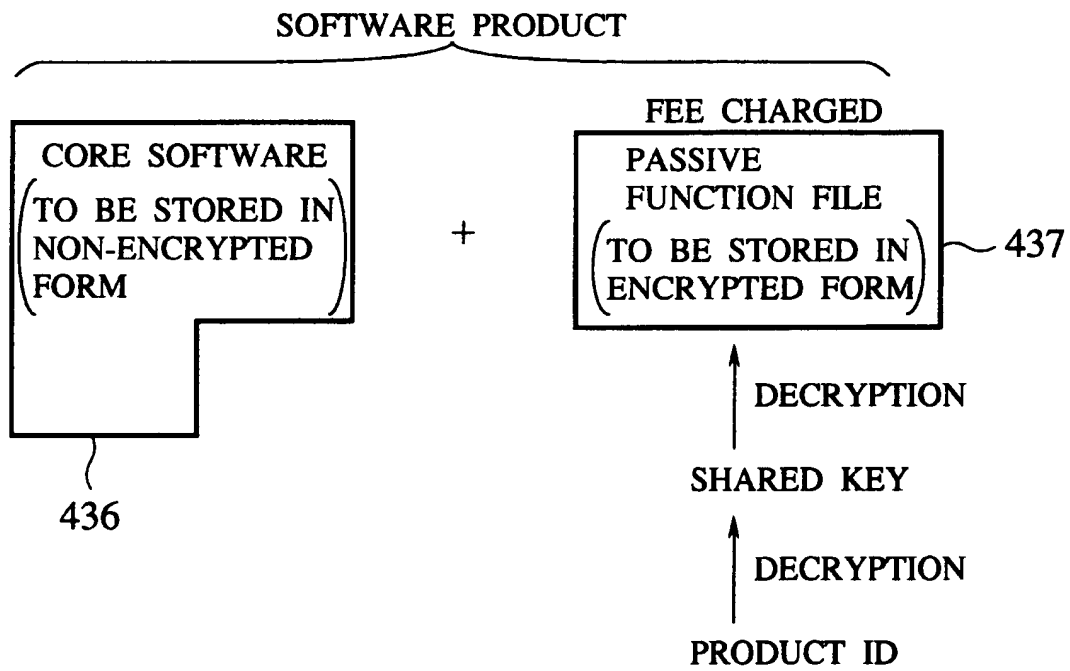 SOFTWARE PRODUCT
CORE SOFTWARE
(TO BE STORED IN
NON-ENCRYPTED
FORM)
436
+
FEE CHARGED
PASSIVE
FUNCTION FILE
(TO BE STORED IN
ENCRYPTED FORM)
437
DECRYPTION
SHARED KEY
DECRYPTION
PRODUCT ID